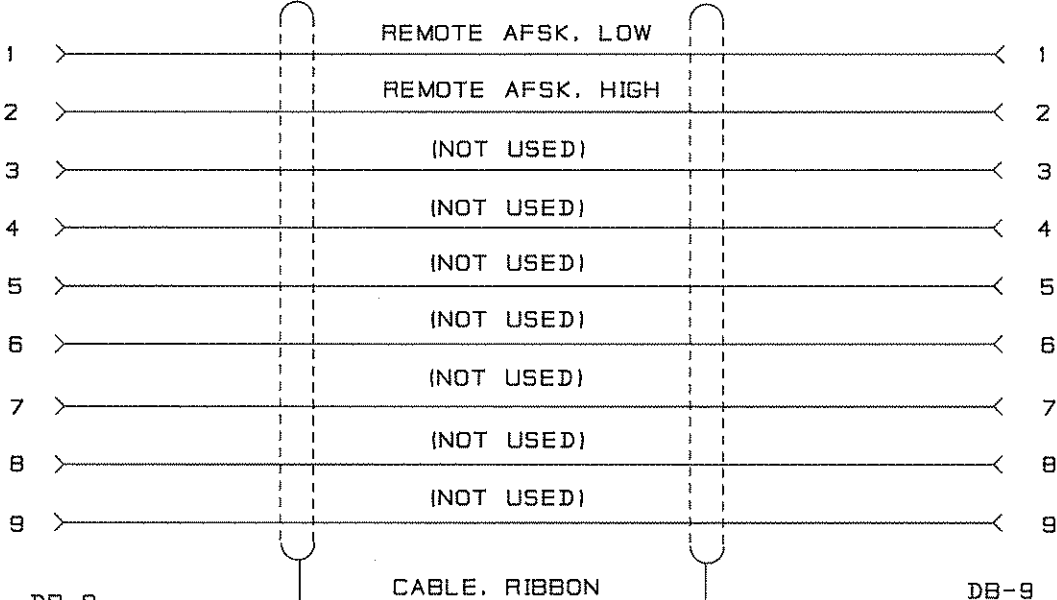 REMOTE AFSK, LOW
1 1
REMOTE AFSK, HIGH
2 2
(NOT USED)
3 3
(NOT USED)
4 4
(NOT USED)
5 5
(NOT USED)
6 6
(NOT USED)
7 7
(NOT USED)
8 8
(NOT USED)
9 9
CABLE, RIBBON
DB-9 DB-9